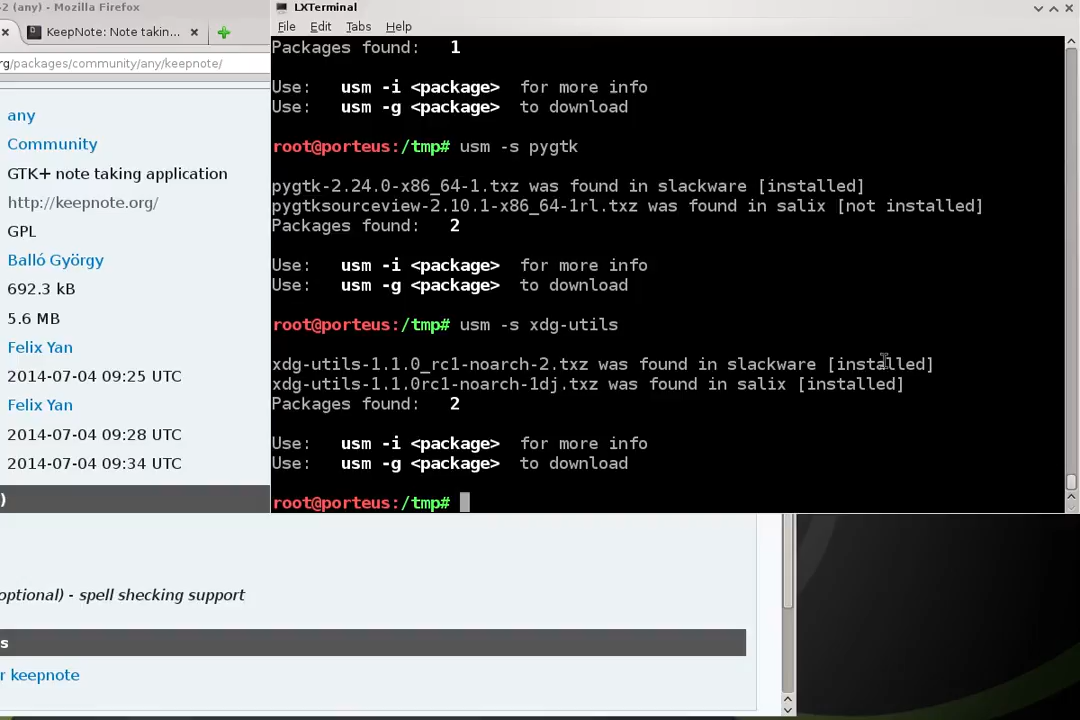 -2 (any) - Mozilla Firefox
KeepNote: Note takin...
rg/packages/community/any/keepnote/
any
Community
GTK+ note taking application
http://keepnote.org/
GPL
Balló György
692.3 kB
5.6 MB
Felix Yan
2014-07-04 09:25 UTC
Felix Yan
2014-07-04 09:28 UTC
2014-07-04 09:34 UTC
)
optional) - spell checking support
s
r keepnote
LXTerminal
File Edit Tabs Help
Packages found: 1
Use: usm -i <package> for more info
Use: usm -g <package> to download
root@porteus:/tmp# usm -s pygtk
pygtk-2.24.0-x86_64-1.txz was found in slackware [installed]
pygtksourceview-2.10.1-x86_64-1rl.txz was found in salix [not installed]
Packages found: 2
Use: usm -i <package> for more info
Use: usm -g <package> to download
root@porteus:/tmp# usm -s xdg-utils
xdg-utils-1.1.0_rc1-noarch-2.txz was found in slackware [installed]
xdg-utils-1.1.0rc1-noarch-1dj.txz was found in salix [installed]
Packages found: 2
Use: usm -i <package> for more info
Use: usm -g <package> to download
root@porteus:/tmp#